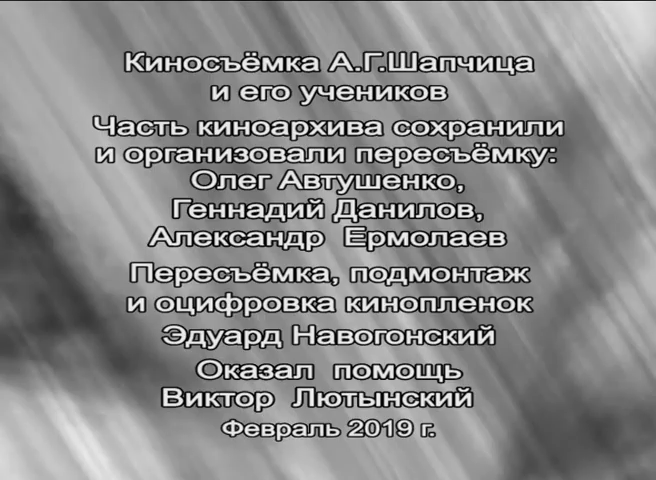 Киносъёмка А.Г.Шапчица
и его учеников
Часть киноархива сохранили
и организовали пересъёмку:
Олег Автушенко,
Геннадий Данилов,
Александр Ермолаев
Пересъёмка, подмонтаж
и оцифровка кинопленок
Эдуард Навогонский
Оказал помощь
Виктор Лютынский
Февраль 2019 г.